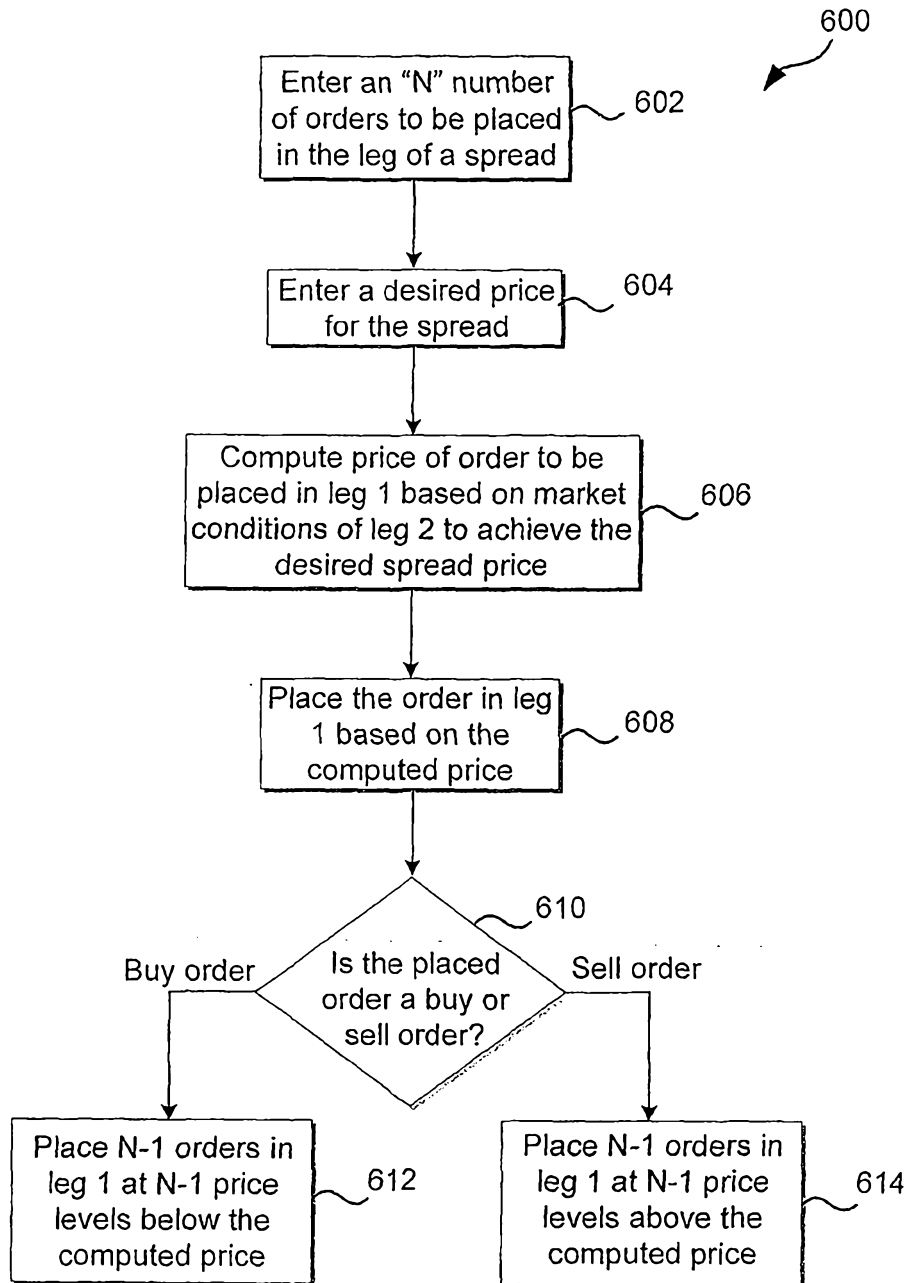 600
Enter an “N” number
of orders to be placed
in the leg of a spread
602
Enter a desired price
for the spread
604
Compute price of order to be
placed in leg 1 based on market
conditions of leg 2 to achieve the
desired spread price
606
Place the order in leg
1 based on the
computed price
608
610
Is the placed
order a buy or
sell order?
Buy order
Sell order
Place N-1 orders in
leg 1 at N-1 price
levels below the
computed price
612
Place N-1 orders in
leg 1 at N-1 price
levels above the
computed price
614